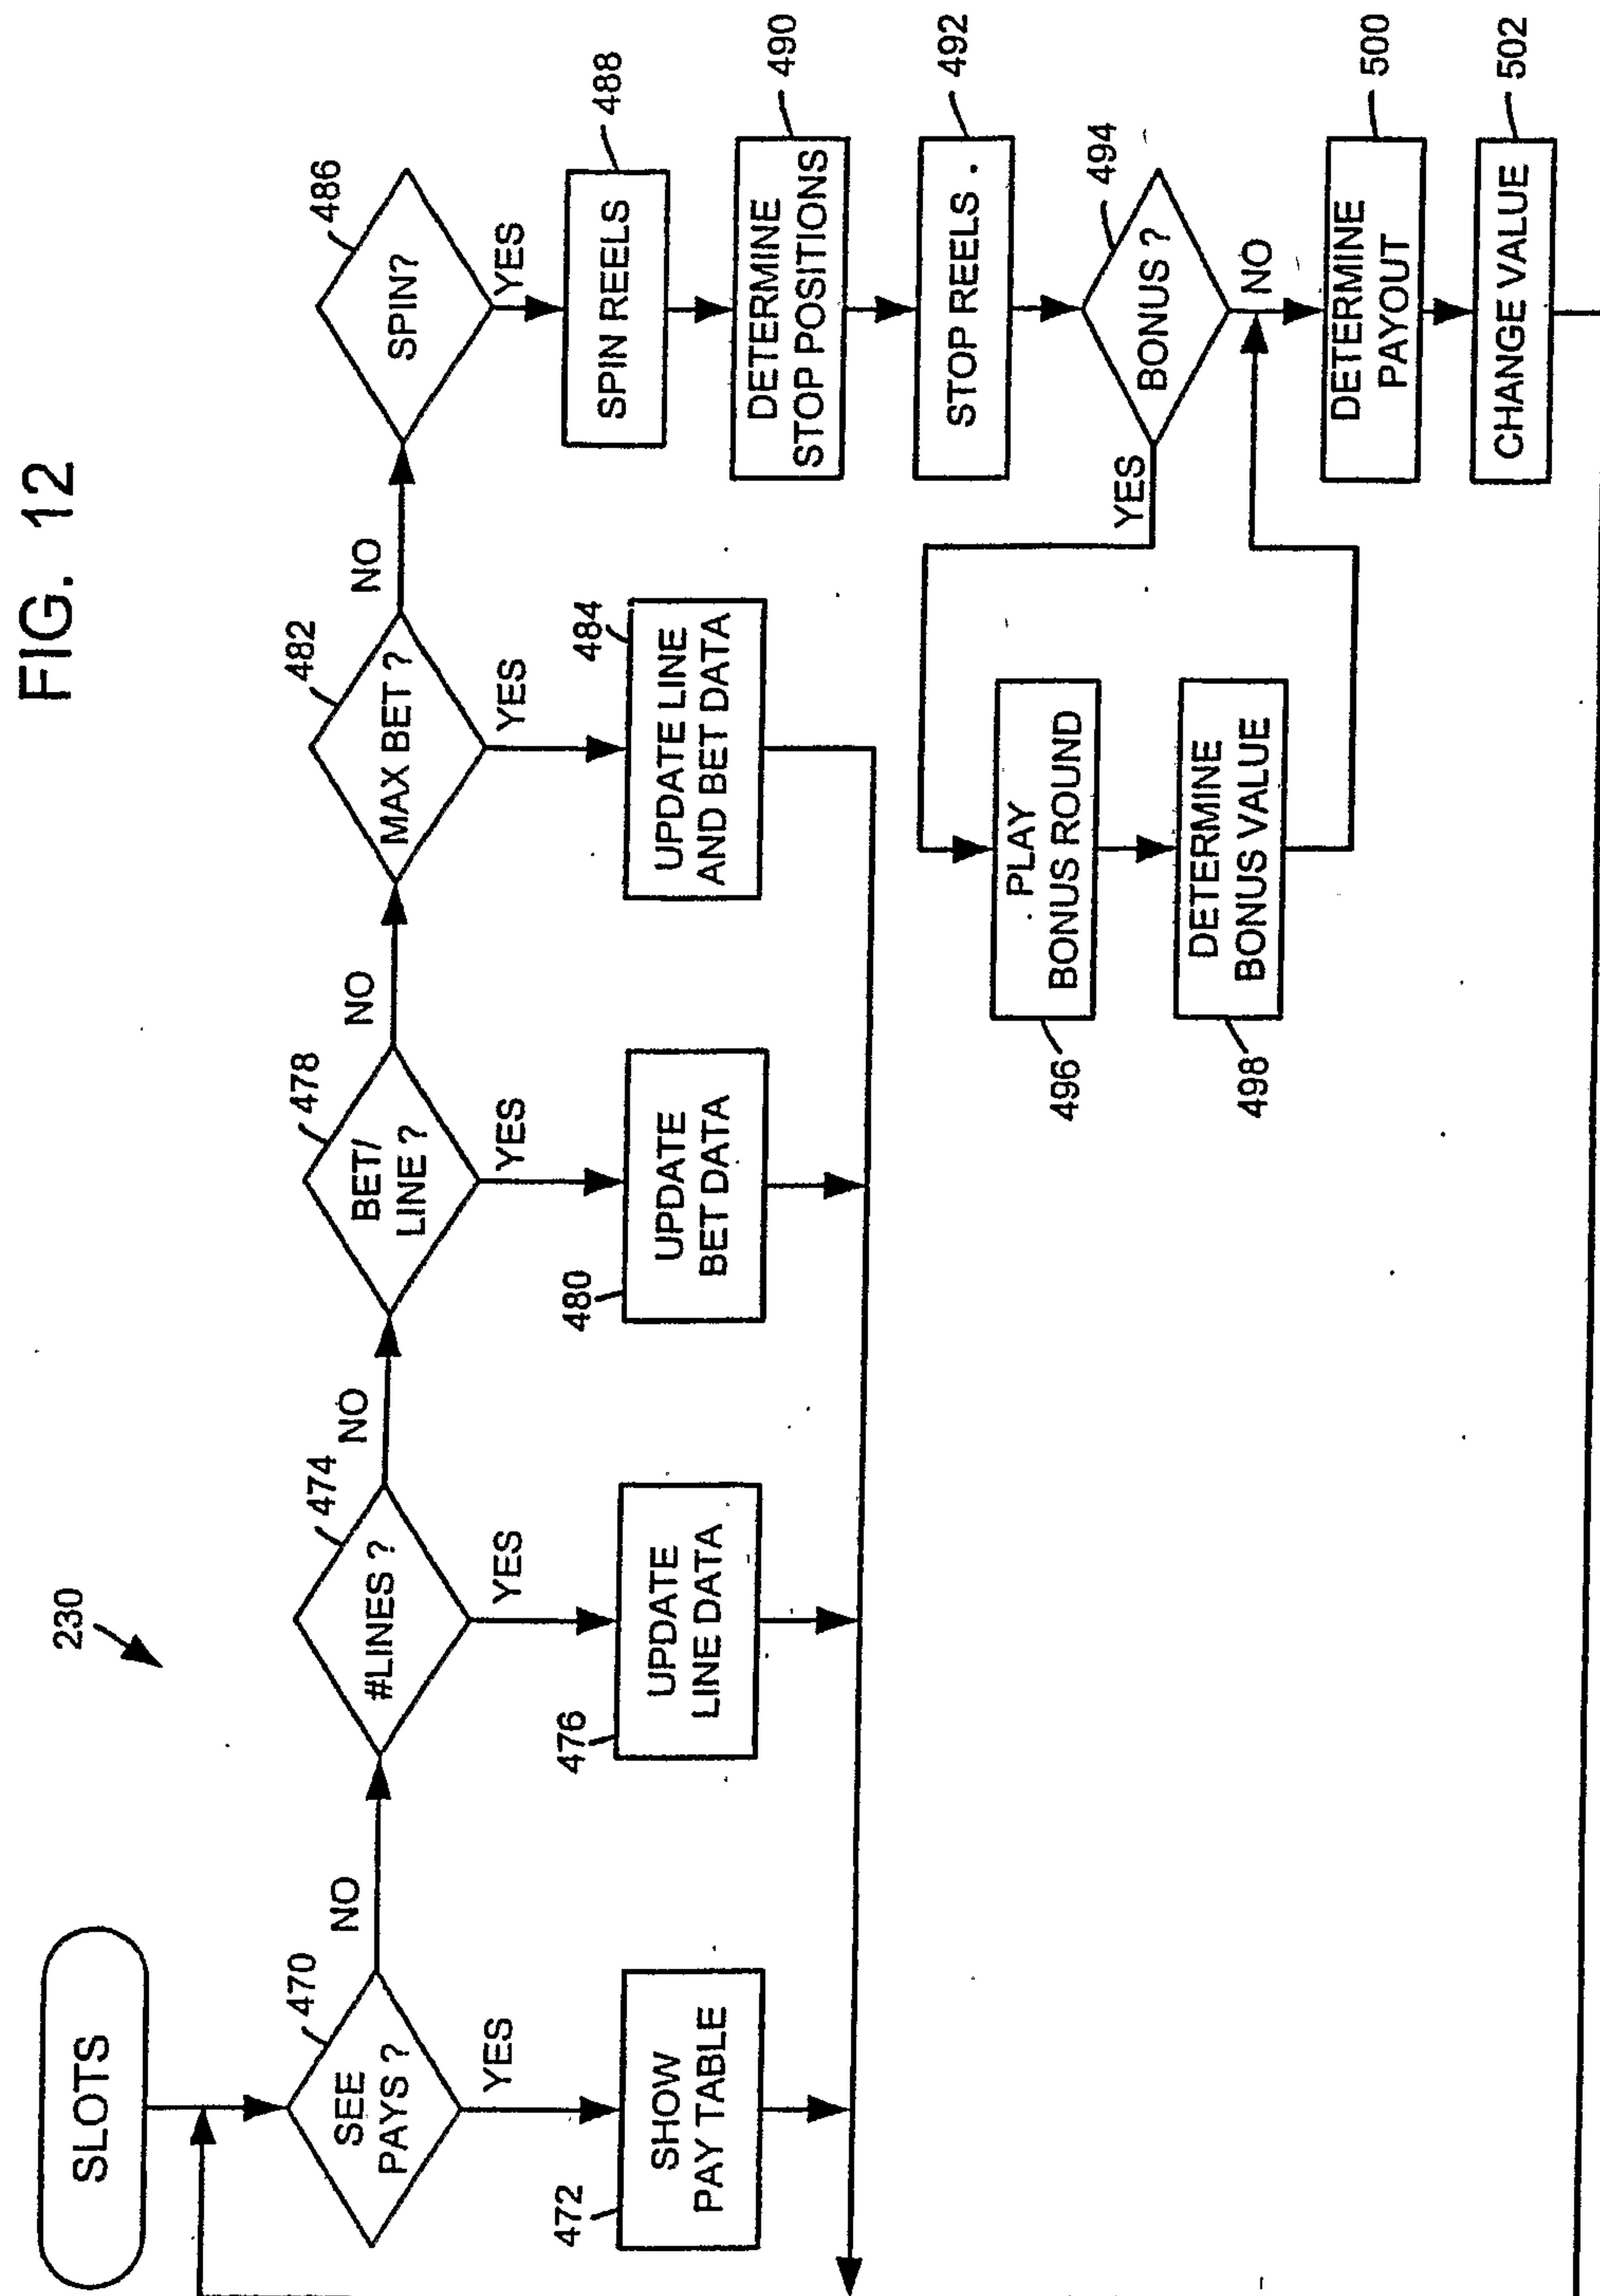 FIG. 12
230
SLOTS
470
SEE
PAYS ?
NO
YES
472
SHOW
PAY TABLE
474
#LINES ?
NO
YES
476
UPDATE
LINE DATA
478
BET/
LINE ?
NO
YES
480
UPDATE
BET DATA
482
MAX BET ?
NO
YES
484
UPDATE LINE
AND BET DATA
486
SPIN?
YES
488
SPIN REELS
490
DETERMINE
STOP POSITIONS
492
STOP REELS .
494
BONUS ?
YES
NO
496
PLAY
BONUS ROUND
498
DETERMINE
BONUS VALUE
500
DETERMINE
PAYOUT
502
CHANGE VALUE